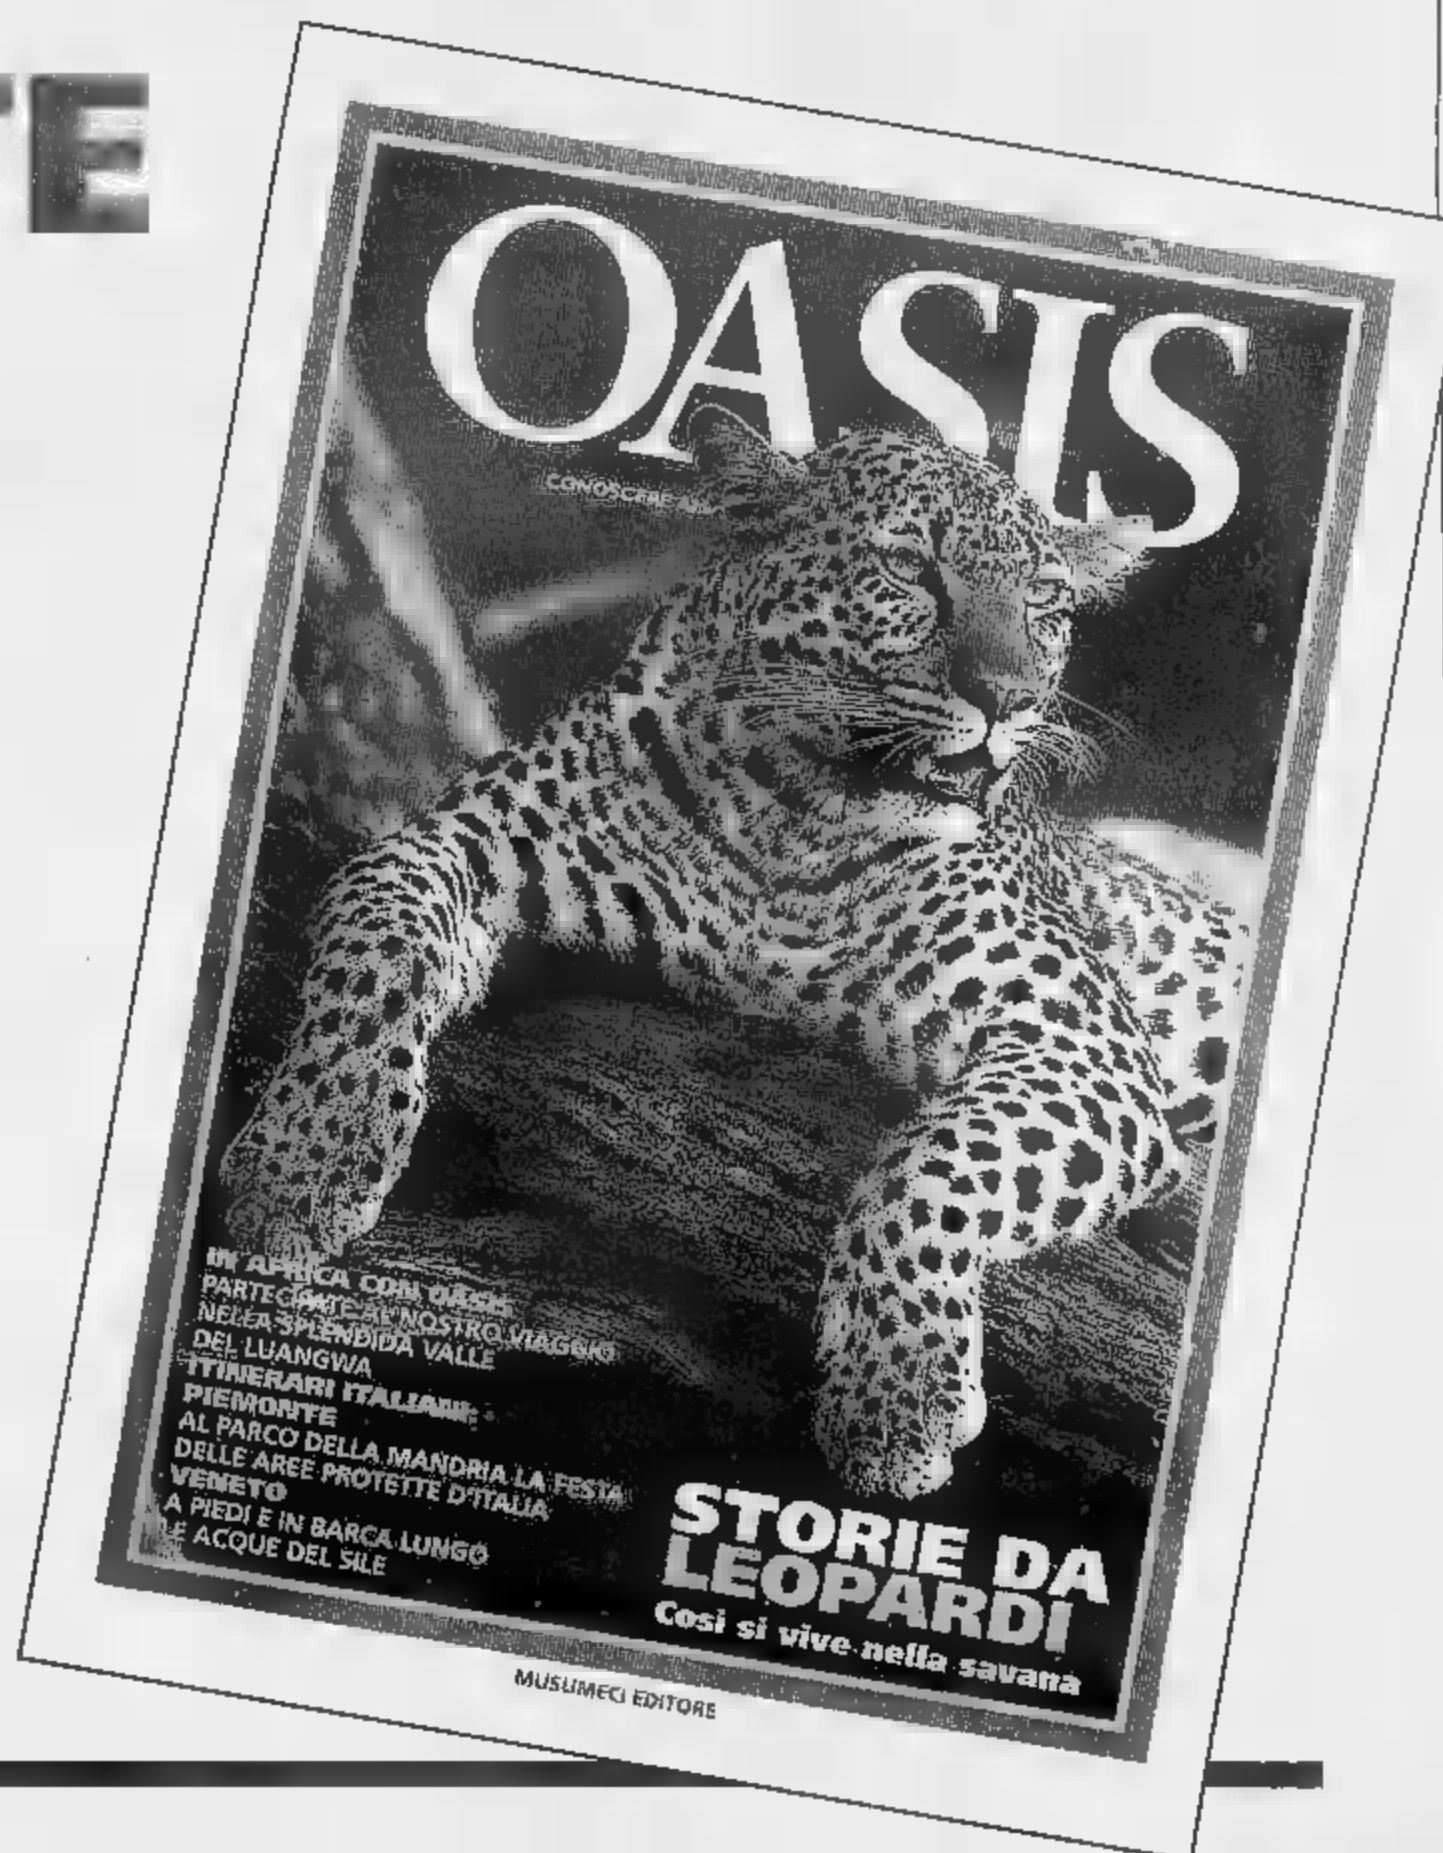 TE
OASIS
CONOSCERE
IN AFRICA CON OASIS
PARTECIPATE AL NOSTRO VIAGGIO
NELLA SPLENDIDA VALLE
DEL LUANGWA
ITINERARI ITALIANI:
PIEMONTE
AL PARCO DELLA MANDRIA LA FESTA
DELLE AREE PROTETTE D'ITALIA
VENETO
A PIEDI E IN BARCA LUNGO
LE ACQUE DEL SILE
STORIE DA
LEOPARDI
Così si vive nella savana
MUSUMECI EDITORE